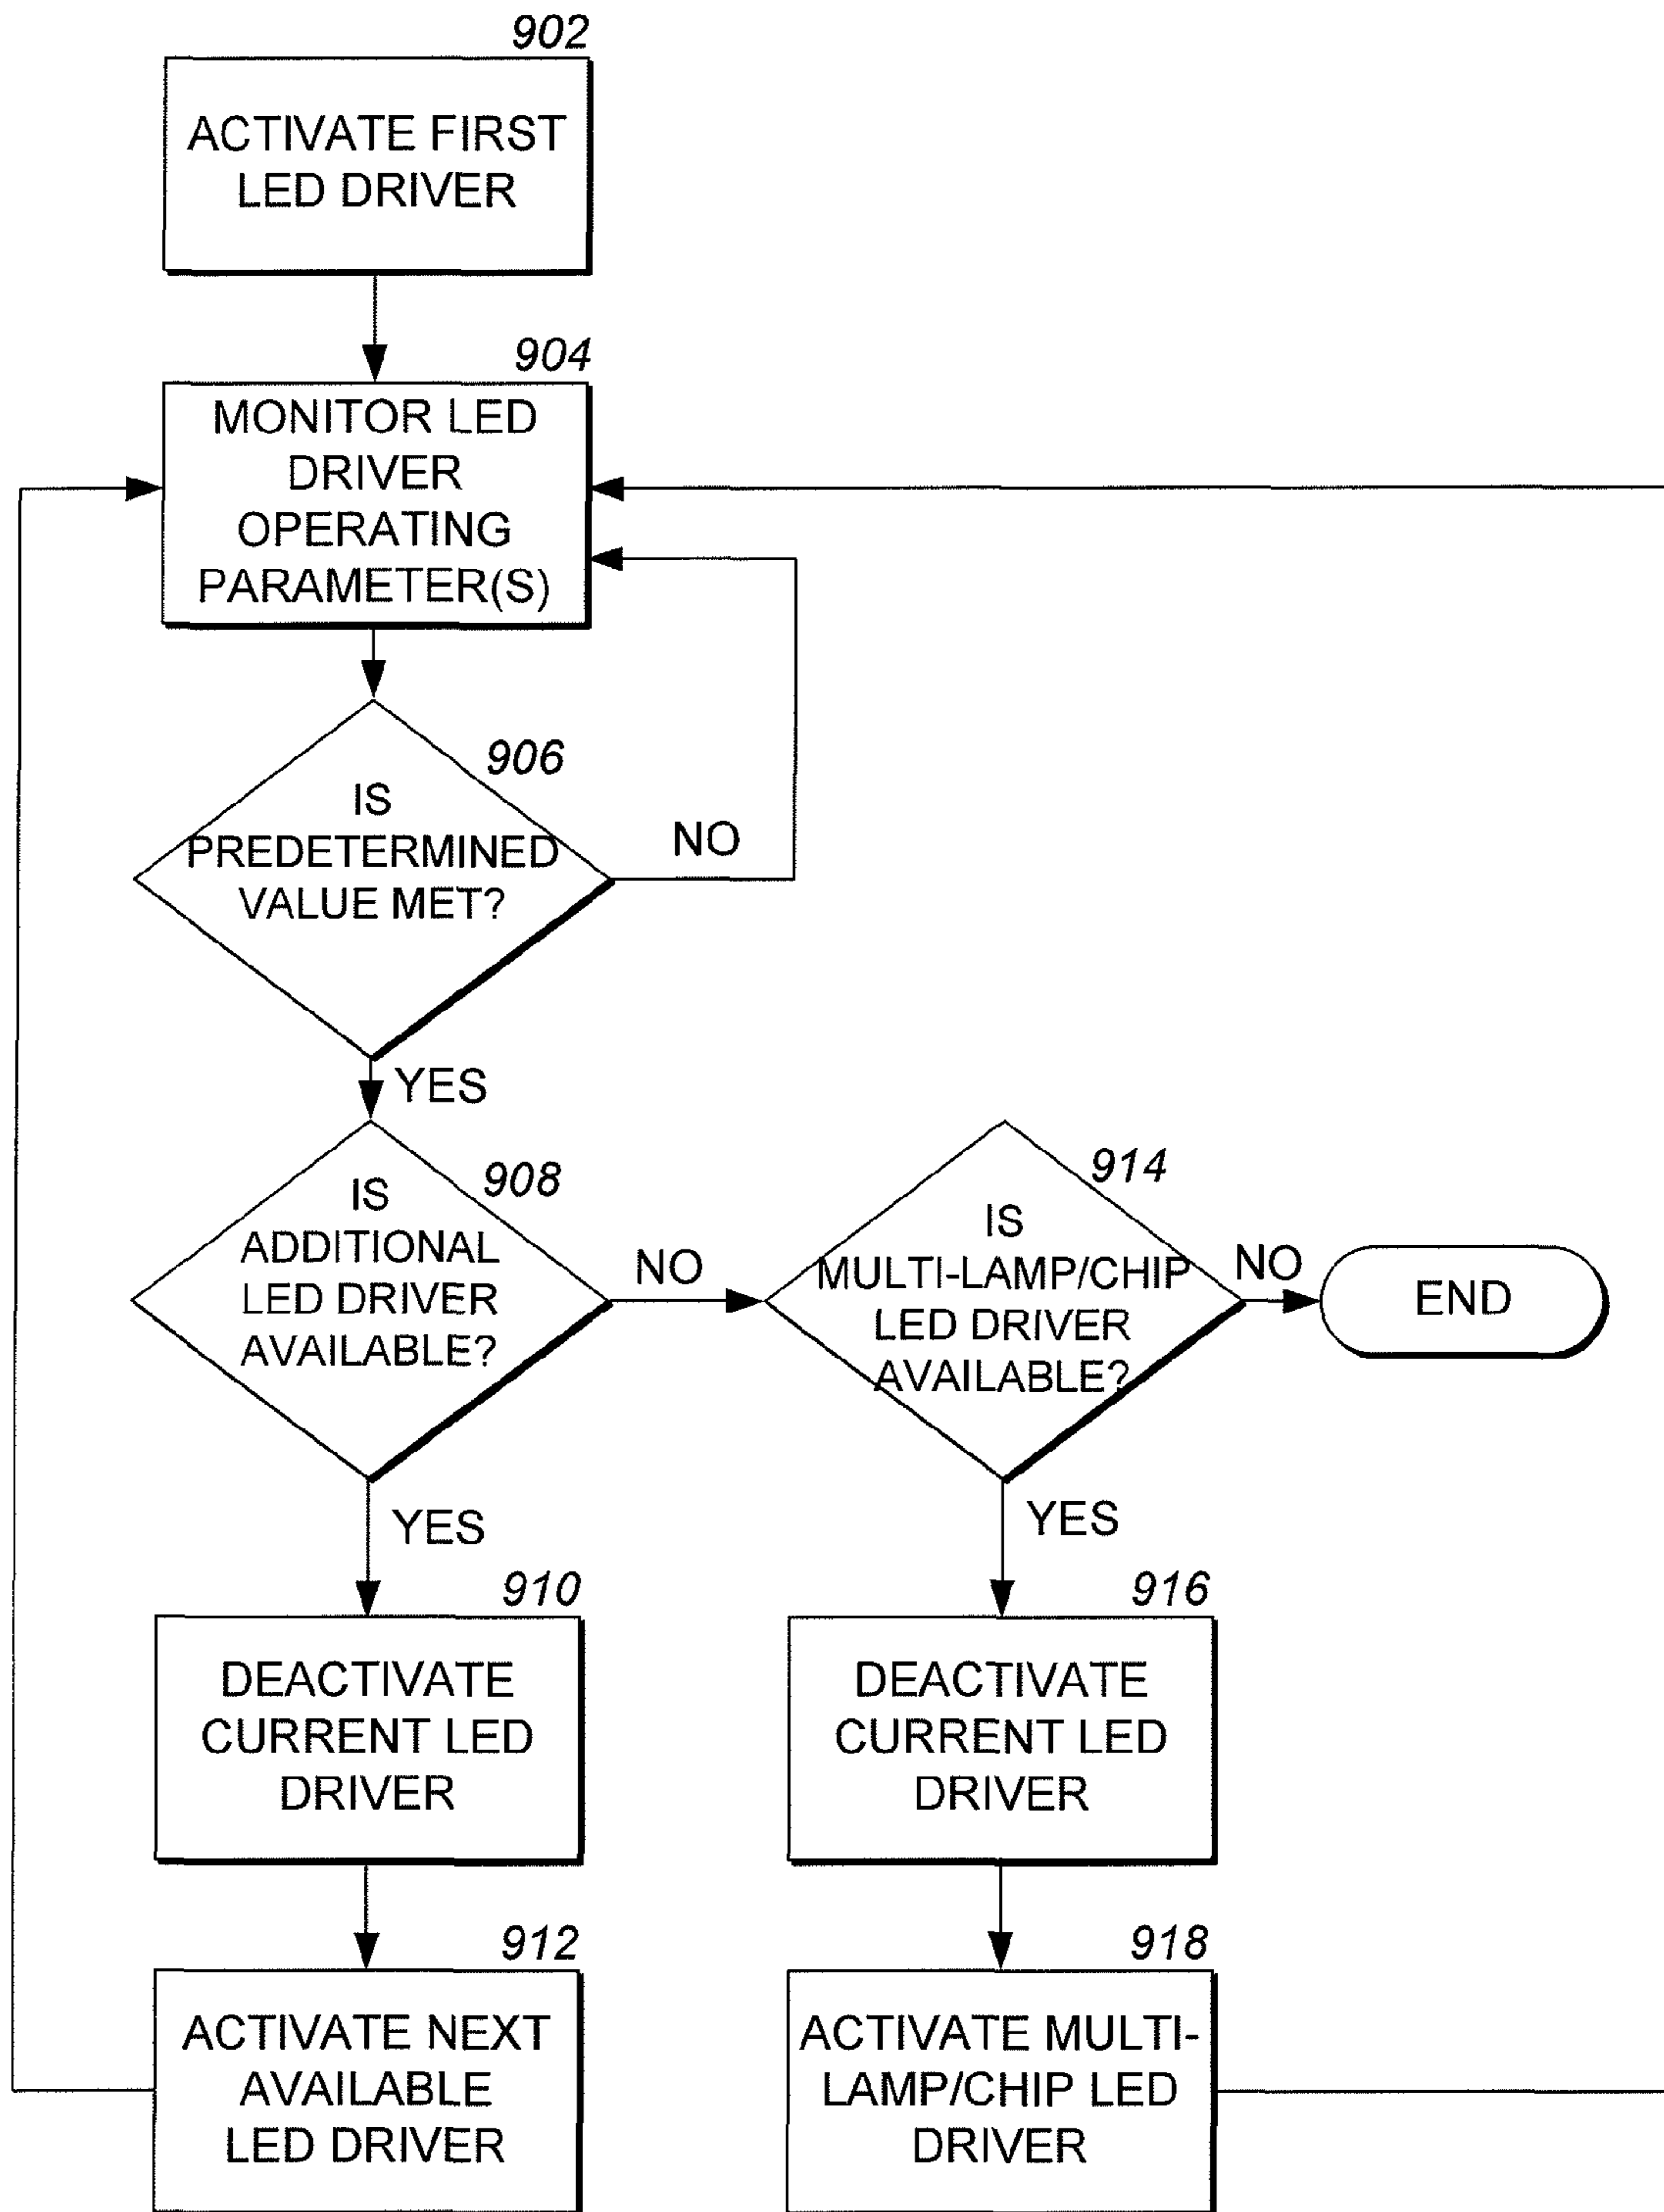 902
ACTIVATE FIRST
LED DRIVER
904
MONITOR LED
DRIVER
OPERATING
PARAMETER(S)
906
IS
PREDETERMINED
VALUE MET?
NO
YES
908
IS
ADDITIONAL
LED DRIVER
AVAILABLE?
NO
914
IS
MULTI-LAMP/CHIP
LED DRIVER
AVAILABLE?
NO
END
YES
YES
910
DEACTIVATE
CURRENT LED
DRIVER
916
DEACTIVATE
CURRENT LED
DRIVER
912
ACTIVATE NEXT
AVAILABLE
LED DRIVER
918
ACTIVATE MULTI-
LAMP/CHIP LED
DRIVER